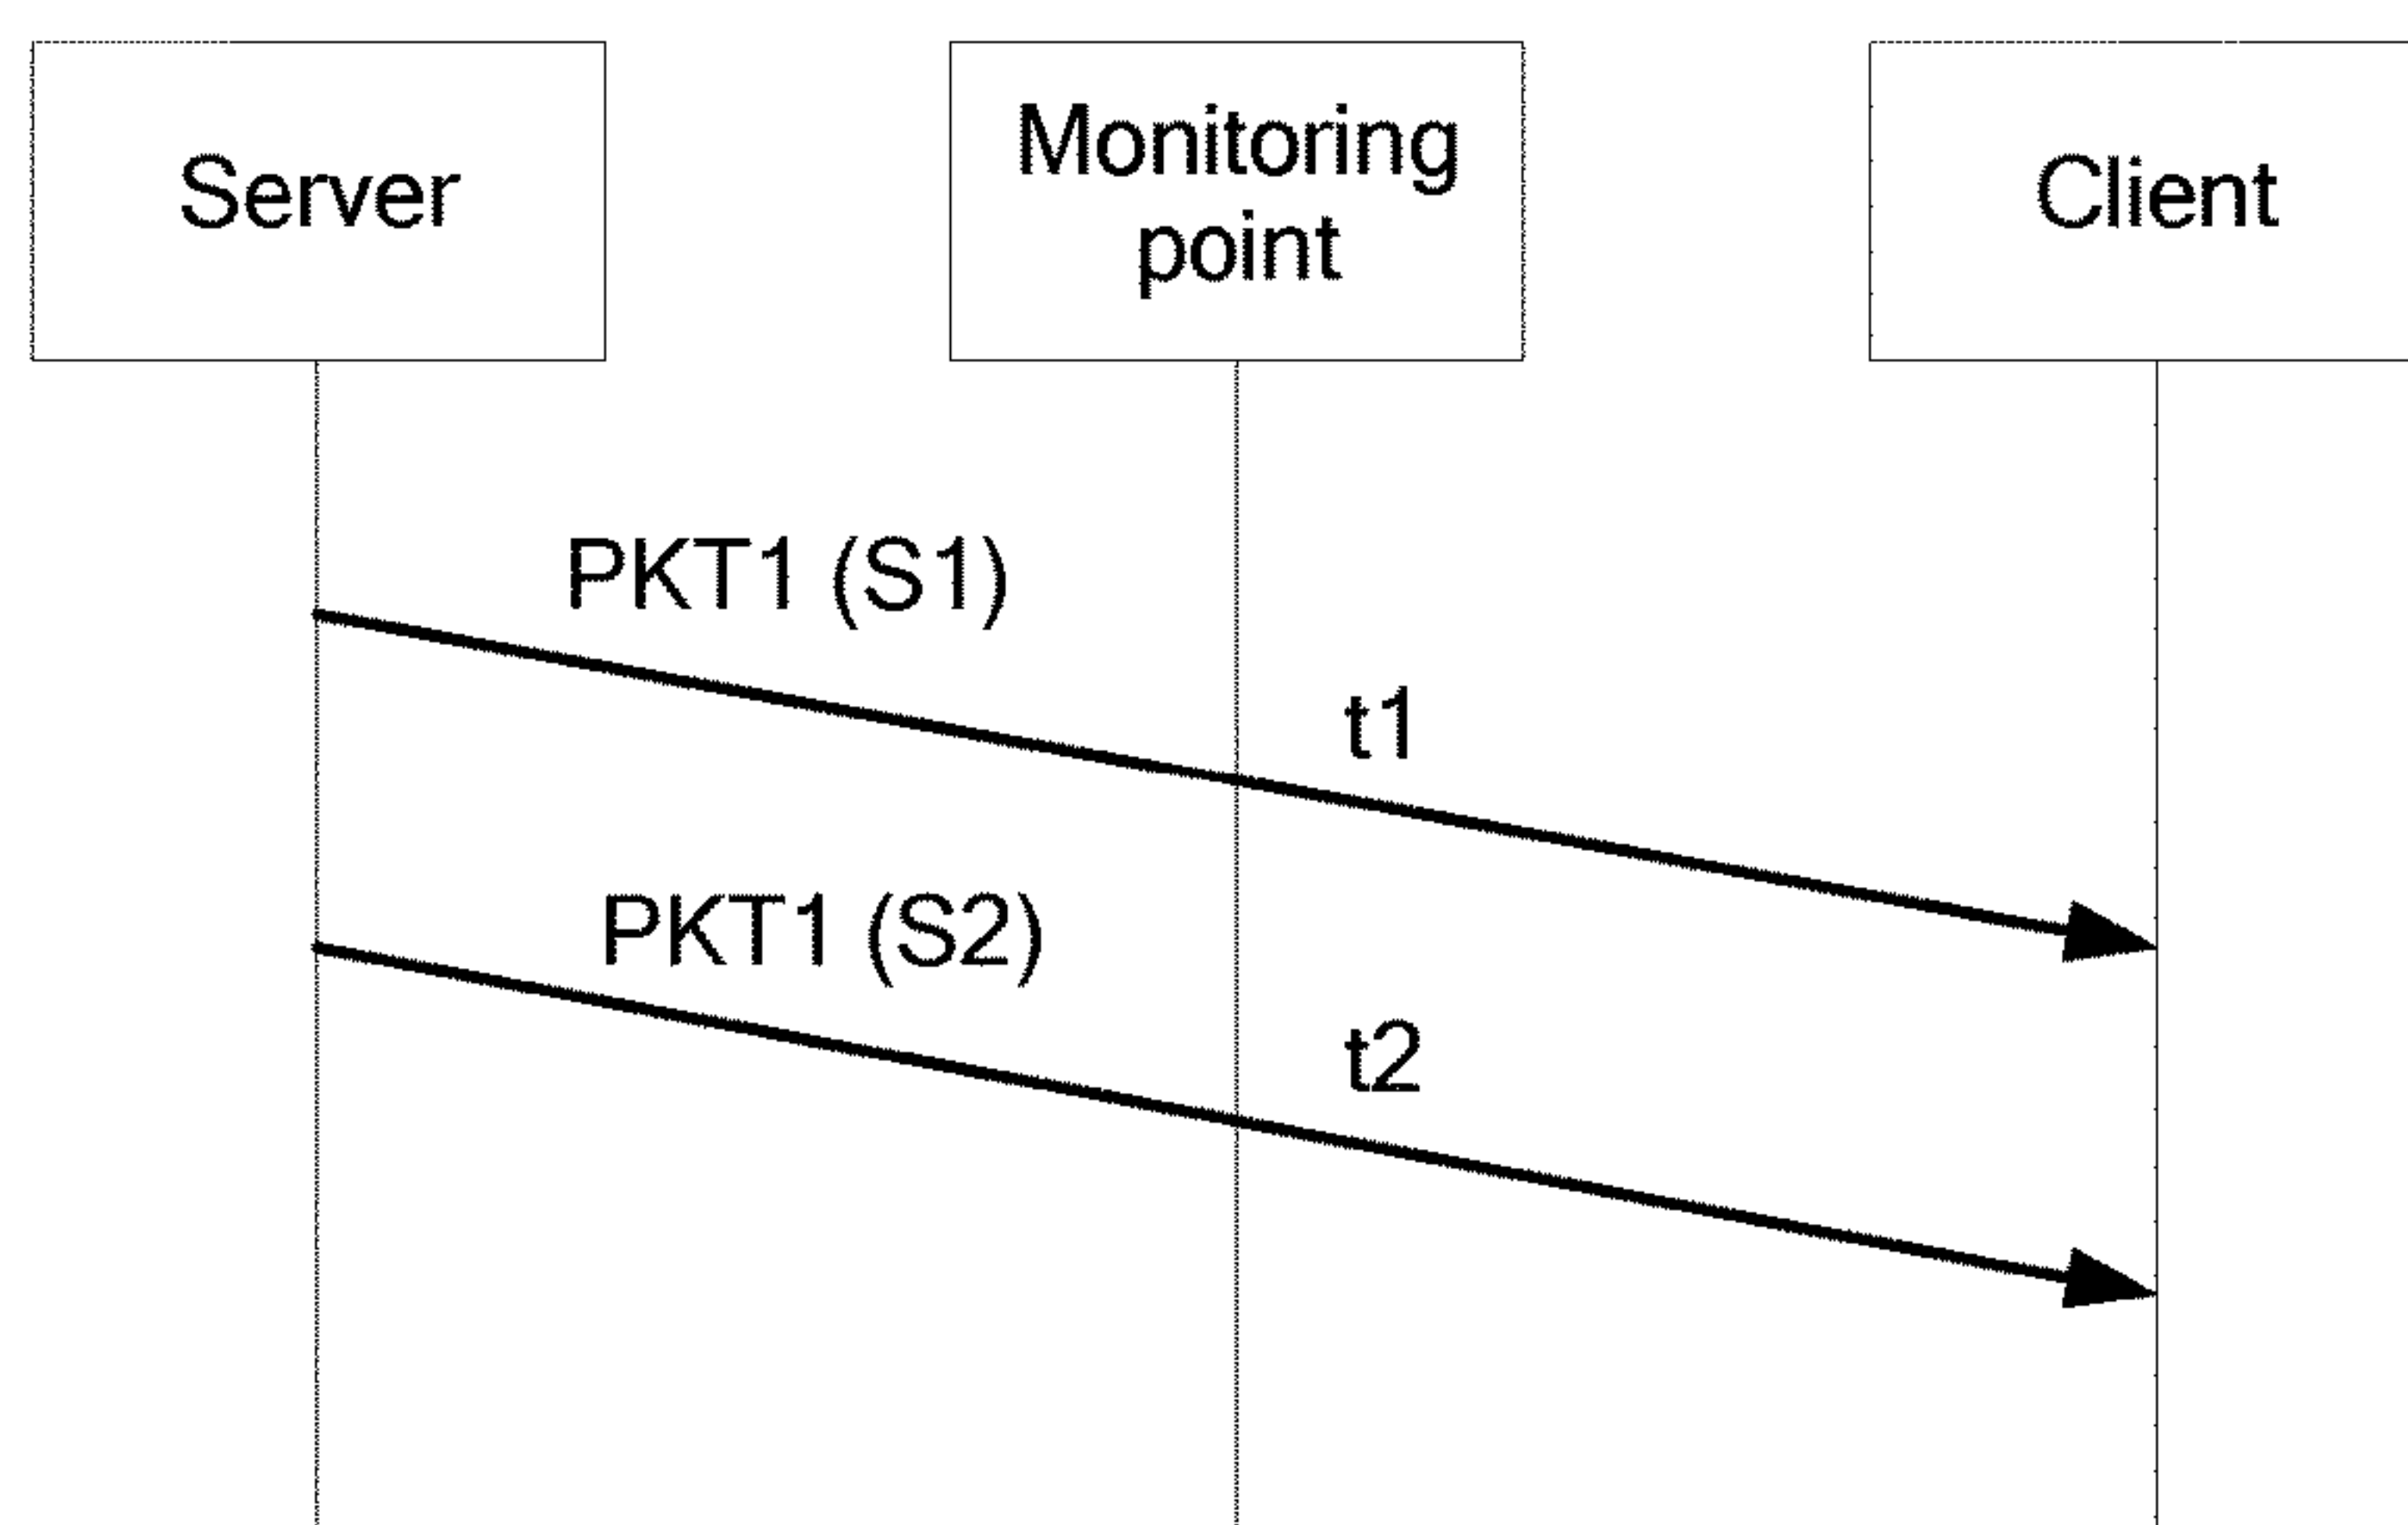 Server
Monitoring
point
Client
PKT1 (S1)
t1
PKT1 (S2)
t2